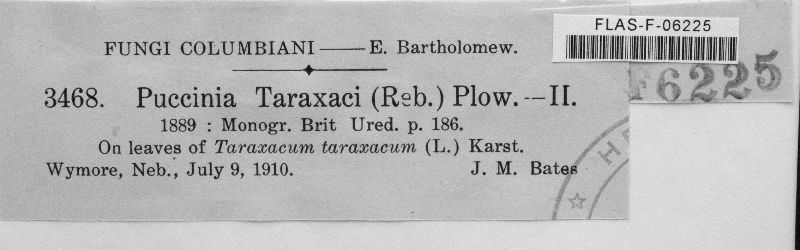 FLAS-F-06225
FUNGI COLUMBIANI —— E. Bartholomew.
F6225
3468. Puccinia Taraxaci (Reb.) Plow. — II.
1889 : Monogr. Brit Ured. p. 186.
On leaves of Taraxacum taraxacum (L.) Karst.
Wymore, Neb., July 9, 1910. J. M. Bates
HE